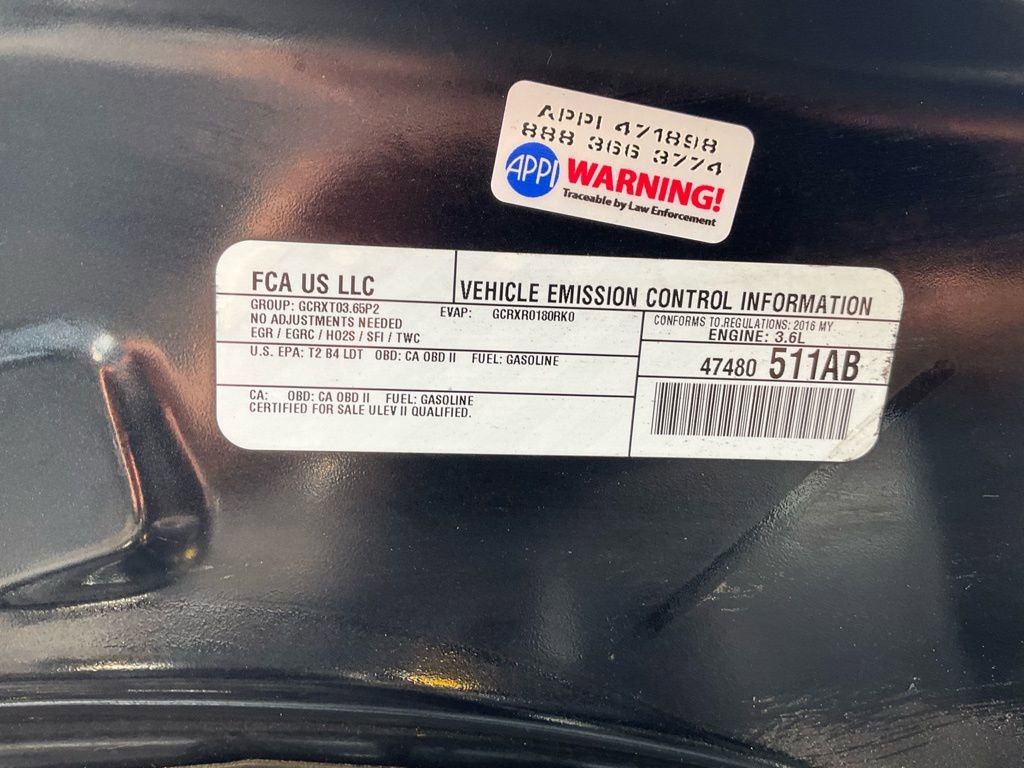 APPI 471898
888 366 3774
APPI WARNING!
Traceable by Law Enforcement
FCA US LLC
VEHICLE EMISSION CONTROL INFORMATION
GROUP: GCRXT03.65P2
EVAP: GCRXR0180RK0
NO ADJUSTMENTS NEEDED
EGR / EGRC / HO2S / SFI / TWC
CONFORMS TO REGULATIONS: 2016 MY
ENGINE: 3.6L
U.S. EPA: T2 B4 LDT OBD: CA OBD II FUEL: GASOLINE
47480 511AB
CA: OBD: CA OBD II FUEL: GASOLINE
CERTIFIED FOR SALE ULEV II QUALIFIED.